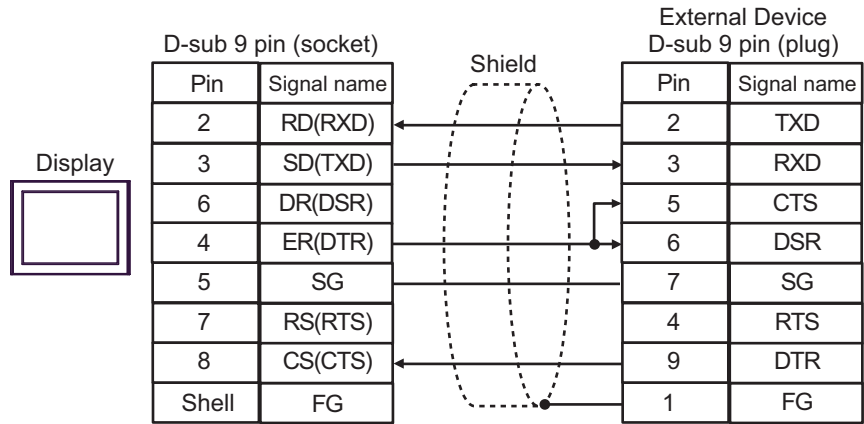 External Device
D-sub 9 pin (socket) D-sub 9 pin (plug)
Shield
Pin Signal name Pin Signal name
2 RD(RXD) 2 TXD
Display
3 SD(TXD) 3 RXD
6 DR(DSR) 5 CTS
4 ER(DTR) 6 DSR
5 SG 7 SG
7 RS(RTS) 4 RTS
8 CS(CTS) 9 DTR
Shell FG 1 FG